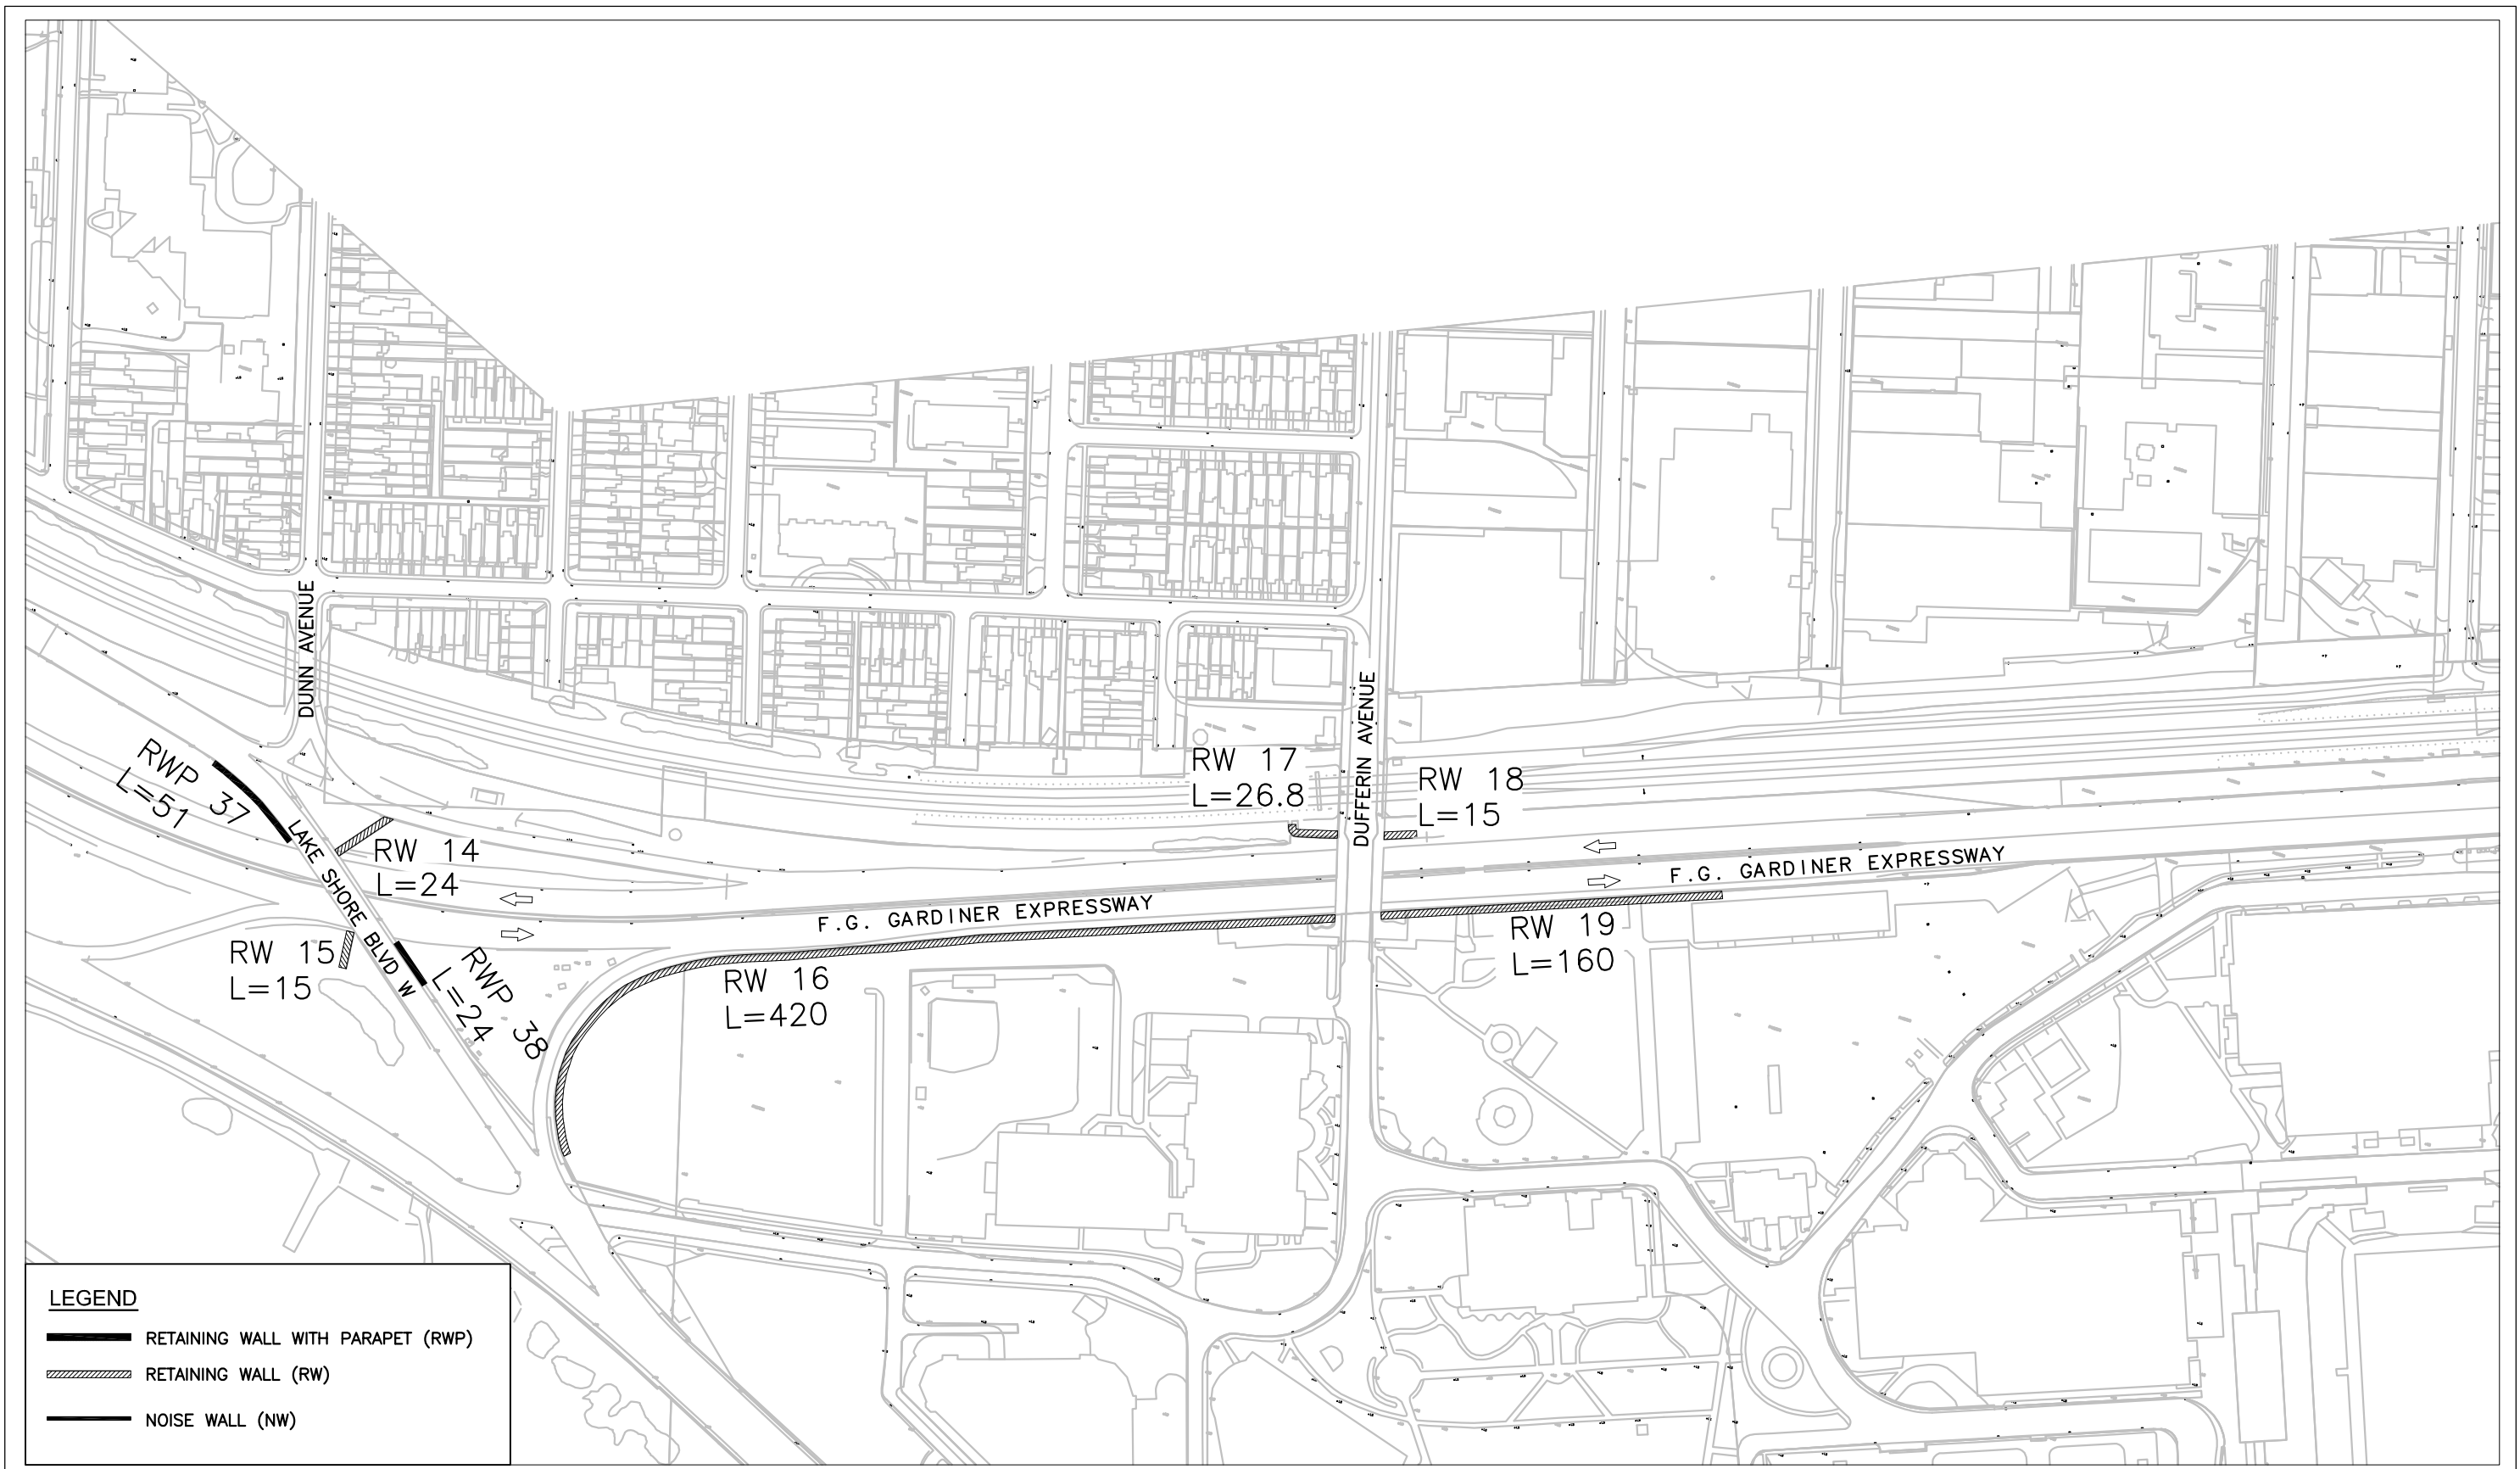 DUNN AVENUE
RWP 37
L=51
LAKE SHORE BLVD W
RW 14
L=24
RW 15
L=15
RWP 38
L=24
RW 16
L=420
F.G. GARDINER EXPRESSWAY
RW 17
L=26.8
DUFFERIN AVENUE
RW 18
L=15
F.G. GARDINER EXPRESSWAY
RW 19
L=160
LEGEND
RETAINING WALL WITH PARAPET (RWP)
RETAINING WALL (RW)
NOISE WALL (NW)